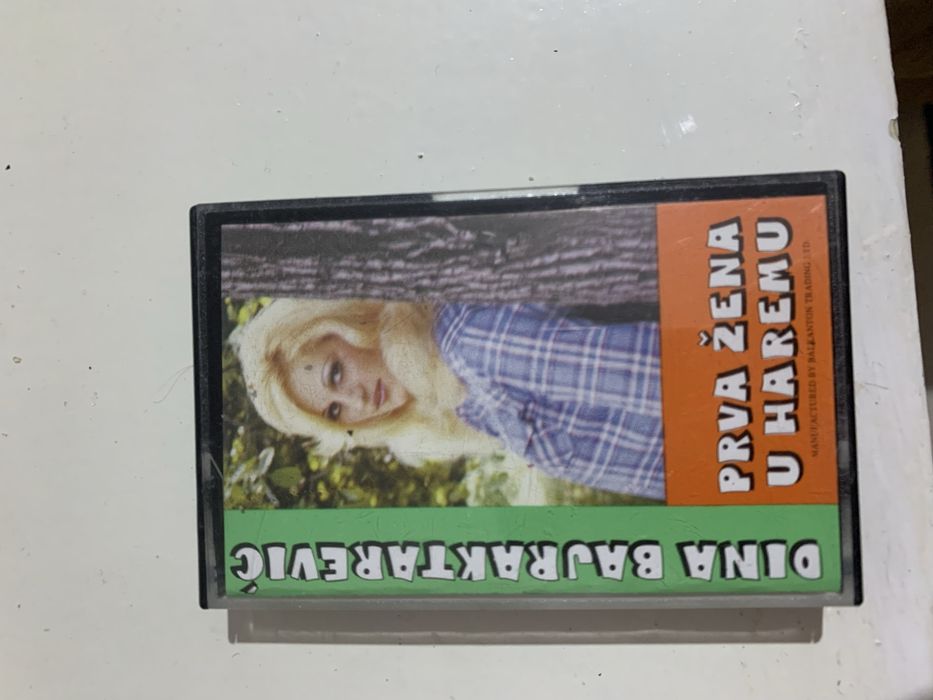 DINA BAJRAKTAREVIĆ
PRVA ŽENA
U HAREMU
MANUFACTURED BY BALKANTON TRADING LTD